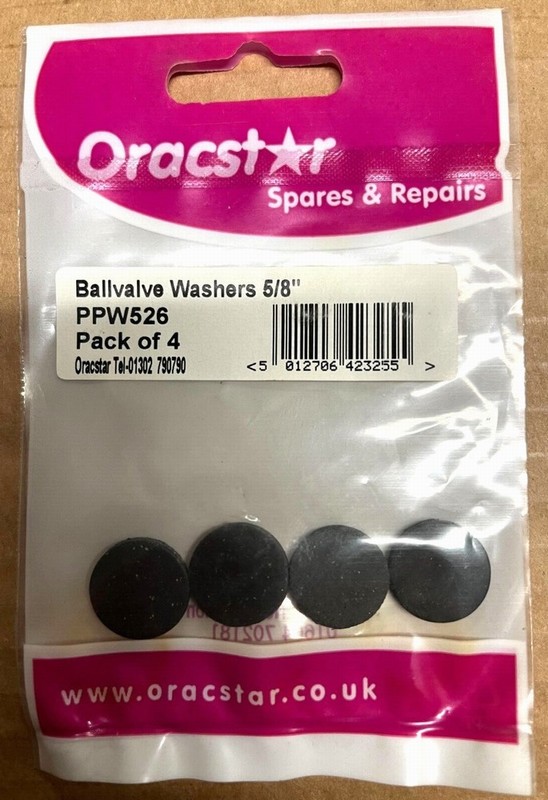 Oracst★r
Spares & Repairs
Ballvalve Washers 5/8"
PPW526
Pack of 4
Oracstar Tel-01302 790790
<5 012706 423255 >
www.oracstar.co.uk